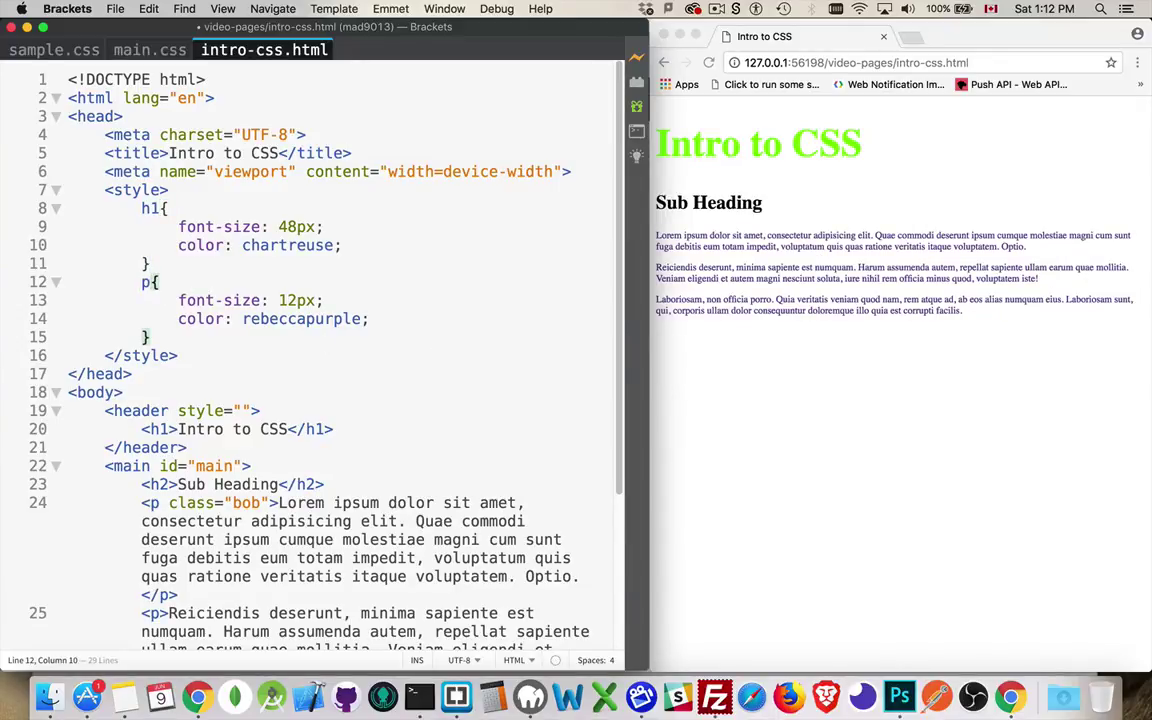 Brackets File Edit Find View Navigate Template Emmet Window Debug Help 100% Sat 1:12 PM
• video-pages/intro-css.html (mad9013) — Brackets
sample.css main.css intro-css.html
1 <!DOCTYPE html>
2 <html lang="en">
3 <head>
4 <meta charset="UTF-8">
5 <title>Intro to CSS</title>
6 <meta name="viewport" content="width=device-width">
7 <style>
8 h1{
9 font-size: 48px;
10 color: chartreuse;
11 }
12 p{
13 font-size: 12px;
14 color: rebeccapurple;
15 }
16 </style>
17 </head>
18 <body>
19 <header style="">
20 <h1>Intro to CSS</h1>
21 </header>
22 <main id="main">
23 <h2>Sub Heading</h2>
24 <p class="bob">Lorem ipsum dolor sit amet,
consectetur adipisicing elit. Quae commodi
deserunt ipsum cumque molestiae magni cum sunt
fuga debitis eum totam impedit, voluptatum quis
quas ratione veritatis itaque voluptatem. Optio.
</p>
25 <p>Reiciendis deserunt, minima sapiente est
numquam. Harum assumenda autem, repellat sapiente
ullam earum quae mollitia. Veniam eligendi et
Line 12, Column 10 — 29 Lines
INS UTF-8 HTML Spaces: 4
Intro to CSS
127.0.0.1:56198/video-pages/intro-css.html
Apps Click to run some s... Web Notification Im... Push API - Web API... »
Intro to CSS
Sub Heading
Lorem ipsum dolor sit amet, consectetur adipisicing elit. Quae commodi deserunt ipsum cumque molestiae magni cum sunt
fuga debitis eum totam impedit, voluptatum quis quas ratione veritatis itaque voluptatem. Optio.
Reiciendis deserunt, minima sapiente est numquam. Harum assumenda autem, repellat sapiente ullam earum quae mollitia.
Veniam eligendi et autem magni nesciunt soluta, iure nihil rem officia minus quod, voluptatem iste!
Laboriosam, non officia porro. Quia veritatis veniam quod nam, rem atque ad, ab eos alias numquam eius. Laboriosam sunt,
qui, corporis ullam dolor consequuntur doloremque illo quia est corrupti facilis.